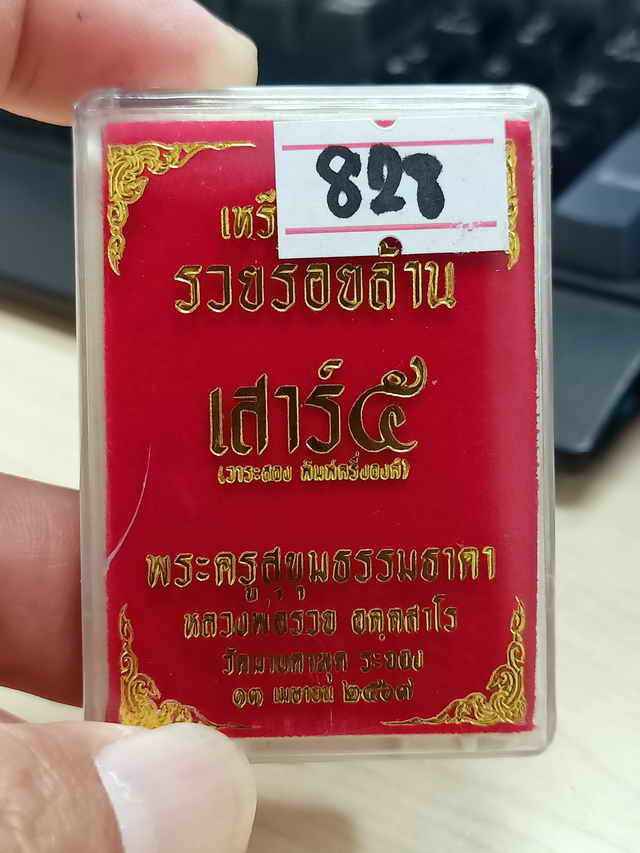 828
รวยร้อยล้าน
เสาร์๕
(วาระสอง พิมพ์ครึ่งองค์)
พระครูสุขุมธรรมธาดา
หลวงพ่อรวย อตฺตสาโร
วัดมาบตาพุด ระยอง
๑๓ เมษายน ๒๕๖๗